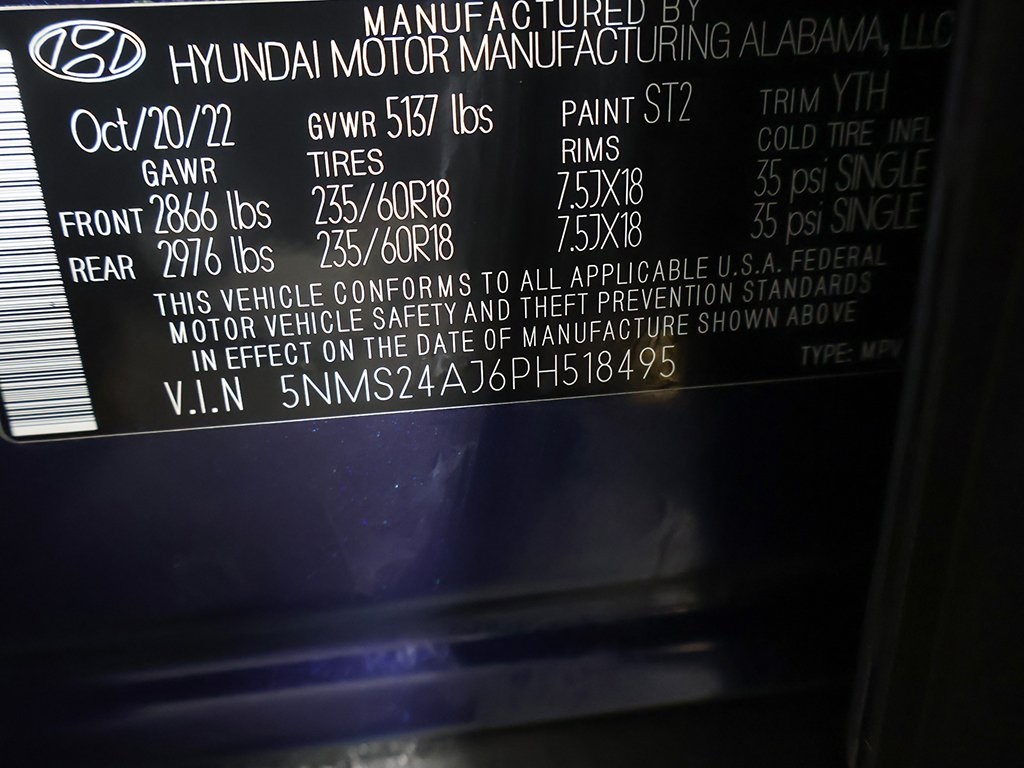 MANUFACTURED BY
HYUNDAI MOTOR MANUFACTURING ALABAMA, LLC
Oct/20/22 GVWR 5137 lbs PAINT ST2 TRIM YTH
GAWR TIRES RIMS COLD TIRE INFL
FRONT 2866 lbs 235/60R18 7.5JX18 35 psi SINGLE
REAR 2976 lbs 235/60R18 7.5JX18 35 psi SINGLE
THIS VEHICLE CONFORMS TO ALL APPLICABLE U.S.A. FEDERAL
MOTOR VEHICLE SAFETY AND THEFT PREVENTION STANDARDS
IN EFFECT ON THE DATE OF MANUFACTURE SHOWN ABOVE
V.I.N 5NMS24AJ6PH518495 TYPE: MPV